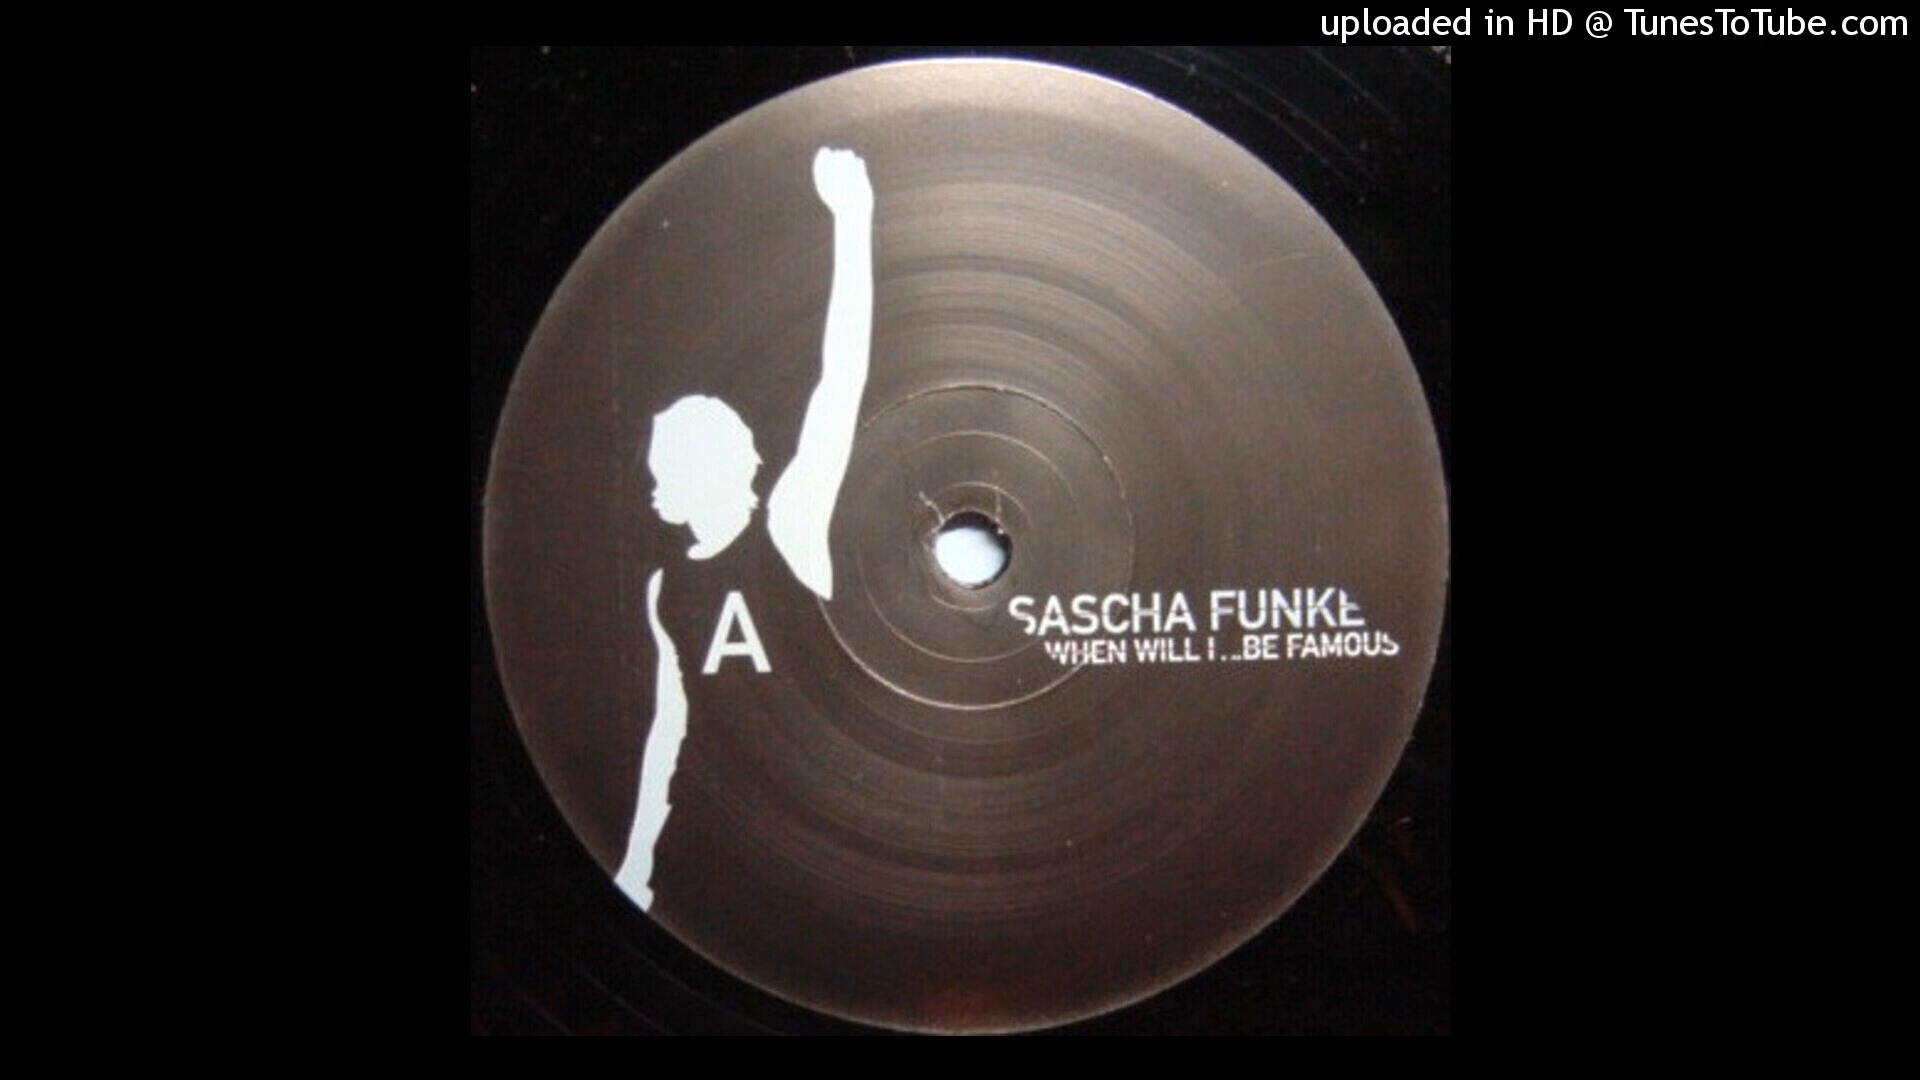 uploaded in HD @ TunesToTube.com
A
SASCHA FUNKE
WHEN WILL I...BE FAMOUS